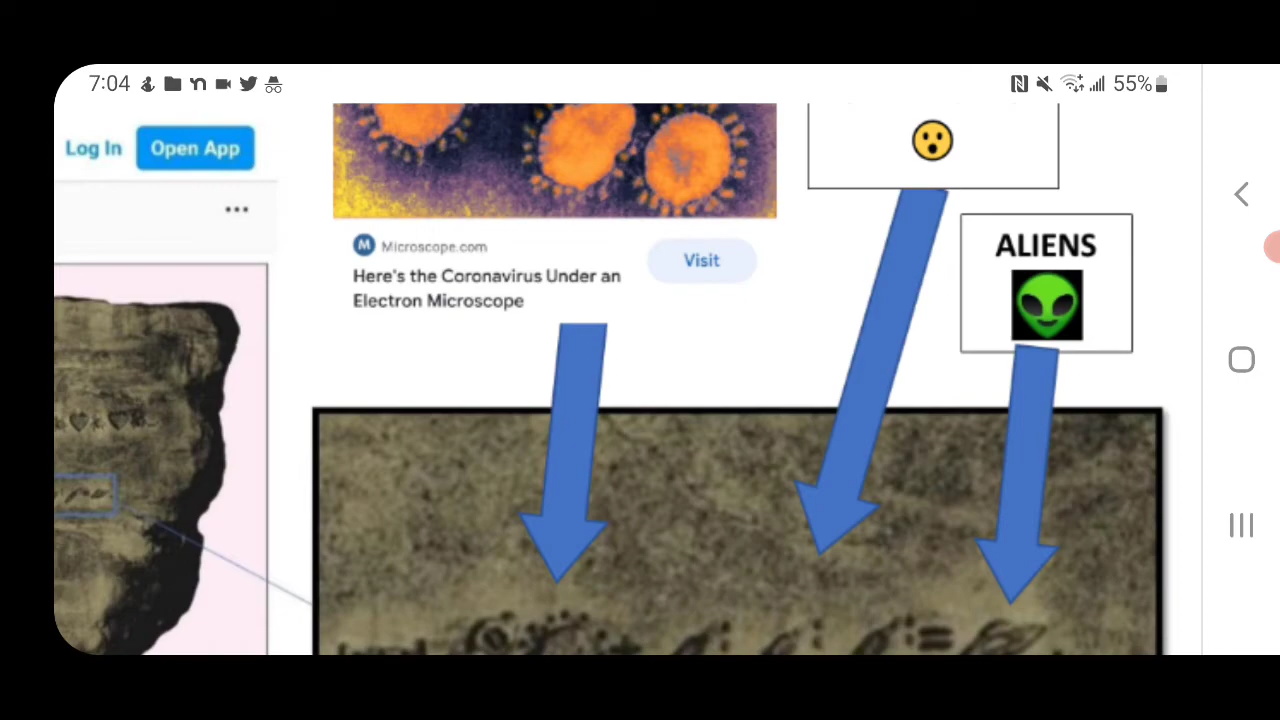 7:04
55%
Log In
Open App
M Microscope.com
Visit
Here's the Coronavirus Under an
Electron Microscope
ALIENS